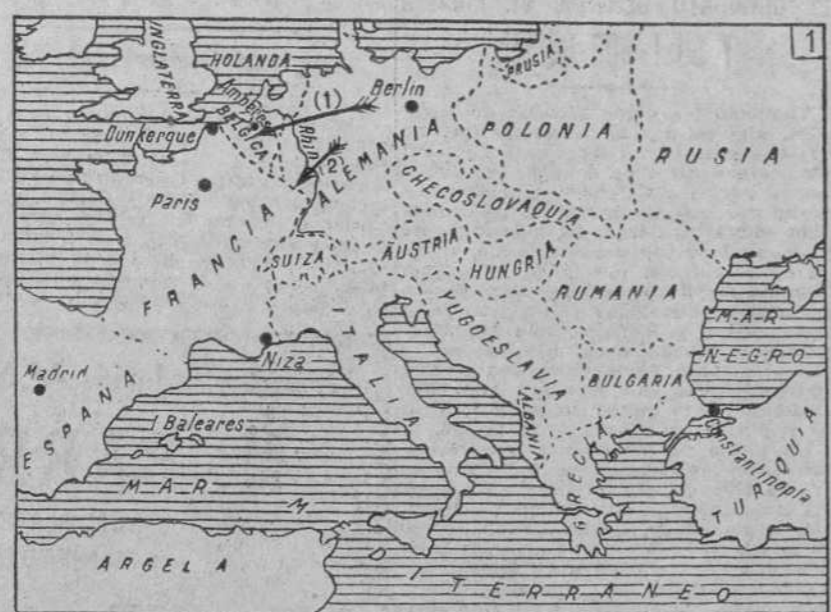 1
INGLATERRA
HOLANDA
Amberes
BELGICA
(1)
Berlin
PRUSIA
Dunkerque
Rhin
(2)
ALEMANIA
POLONIA
RUSIA
Paris
CHECOSLOVAQUIA
FRANCIA
SUIZA
AUSTRIA
HUNGRIA
RUMANIA
MAR
NEGRO
ITALIA
YUGOESLAVIA
Niza
Madrid
ESPAÑA
BULGARIA
ALBANIA
I Baleares
GRECIA
Constantinopla
TURQUIA
MAR
MEDITERRANEO
ARGELA